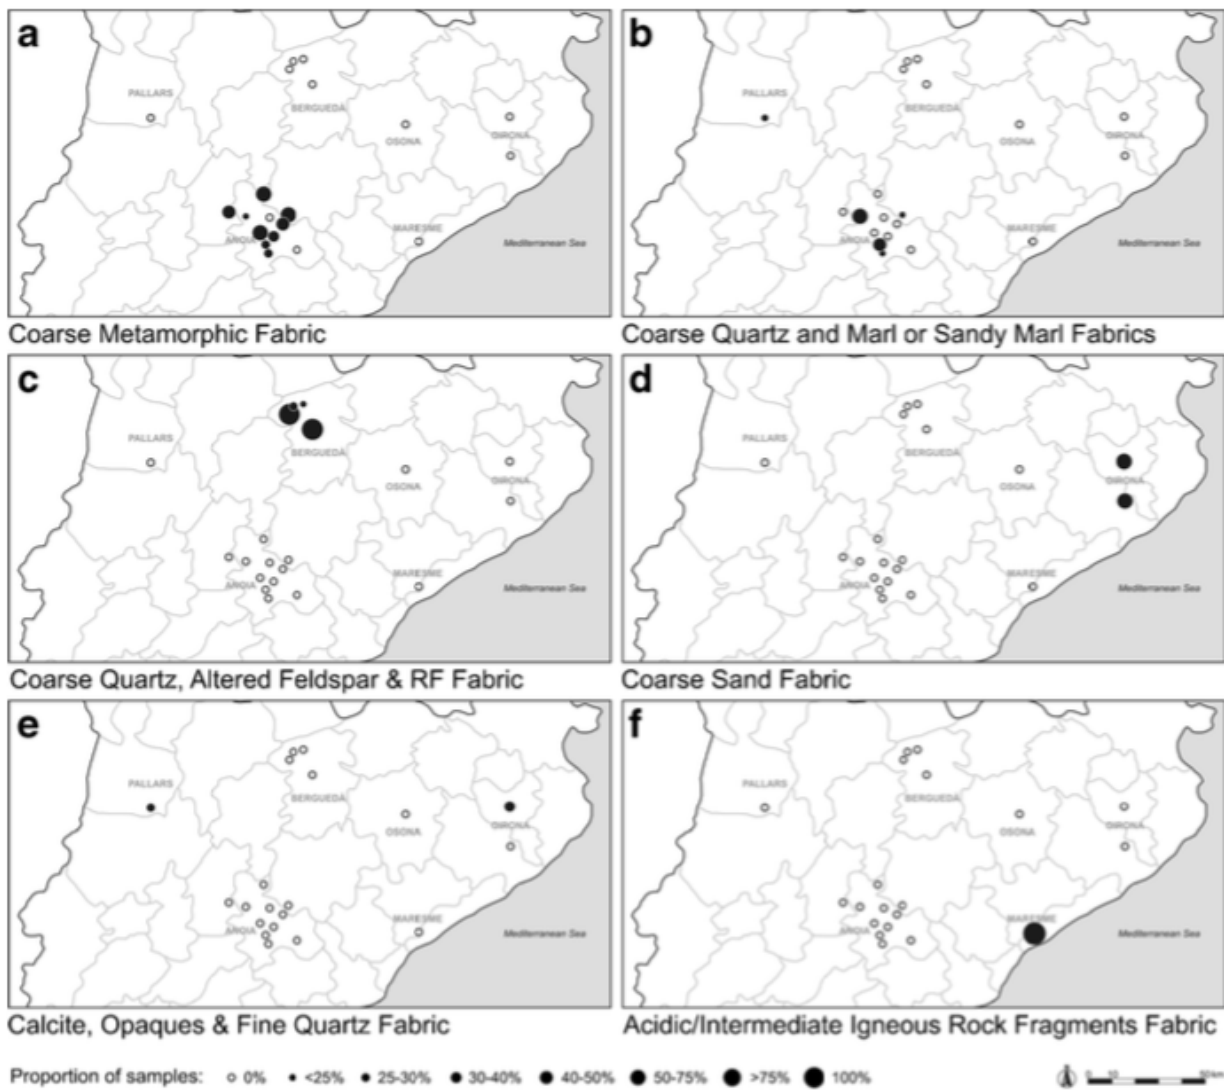 a
PALLARS
BERGUEDA
OSONA
GIRONA
ANOIA
MARESME
Mediterranean Sea
Coarse Metamorphic Fabric
b
PALLARS
BERGUEDA
OSONA
GIRONA
ANOIA
MARESME
Mediterranean Sea
Coarse Quartz and Marl or Sandy Marl Fabrics
c
PALLARS
BERGUEDA
OSONA
GIRONA
ANOIA
MARESME
Mediterranean Sea
Coarse Quartz, Altered Feldspar & RF Fabric
d
PALLARS
BERGUEDA
OSONA
GIRONA
ANOIA
MARESME
Mediterranean Sea
Coarse Sand Fabric
e
PALLARS
BERGUEDA
OSONA
GIRONA
ANOIA
MARESME
Mediterranean Sea
Calcite, Opaques & Fine Quartz Fabric
f
PALLARS
BERGUEDA
OSONA
GIRONA
ANOIA
MARESME
Mediterranean Sea
Acidic/Intermediate Igneous Rock Fragments Fabric
Proportion of samples: 0% <25% 25-30% 30-40% 40-50% 50-75% >75% 100%
0 10 50 km